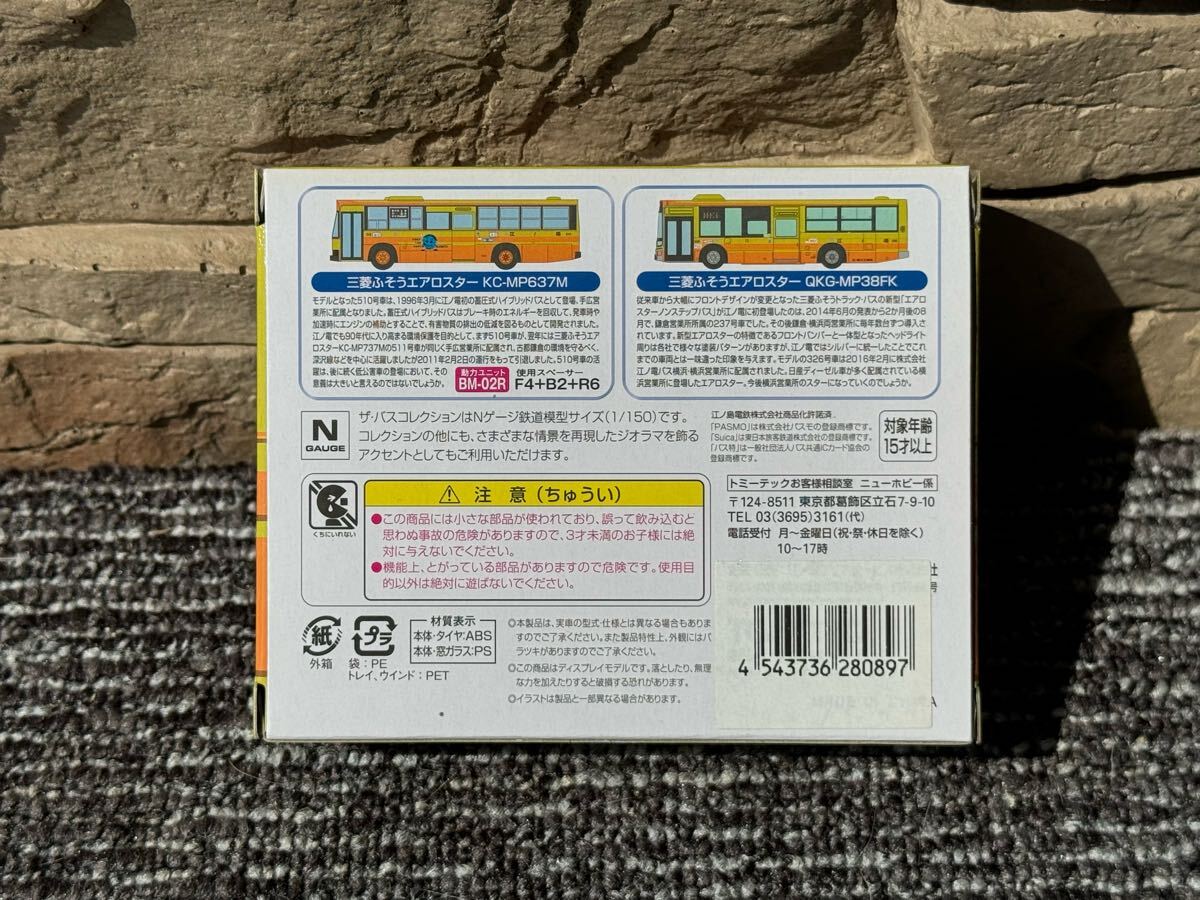 三菱ふそうエアロスター KC-MP637M
モデルとなった510号車は、1996年3月に江ノ電初の蓄圧式ハイブリッドバスとして登場、手広営
業所に配属となりました。蓄圧式ハイブリッドバスはブレーキ時のエネルギーを回収して、発車時や
加速時にエンジンの補助とすることで、有害物質の排出の低減を図るものとして開発されました。
江ノ電でも90年代に入り高まる環境保護を目的として、まず510号車が、翌年には三菱ふそうエア
ロスターKC-MP737Mの511号車が同じく手広営業所に配属され、古都鎌倉の環境を守るべく、
深沢線などを中心に活躍しましたが2011年2月2日の運行をもって引退しました。510号車の活
躍は、後に続く低公害車の登場において、その
意義は大きいと言えるのではないでしょうか。
動力ユニット
BM-02R
使用スペーサー
F4+B2+R6
三菱ふそうエアロスター QKG-MP38FK
従来車から大幅にフロントデザインが変更となった三菱ふそうトラック・バスの新型「エアロ
スターノンステップバス」が江ノ電に初登場したのは、2014年6月の発表から2か月後の8
月で、鎌倉営業所所属の237号車でした。その後鎌倉・横浜両営業所に毎年数台ずつ導入さ
れています。新型エアロスターの特徴であるフロントバンパーと一体型となったヘッドライト
周りは各社で様々な塗装パターンがありますが、江ノ電ではシルバーに統一したことでこれ
までの車両とは一味違った印象を与えます。モデルの326号車は2016年2月に株式会社
江ノ電バス横浜・横浜営業所に配属されました。日産ディーゼル車が多く配属されている横
浜営業所に登場したエアロスター。今後横浜営業所のスターになっていくのでしょうか。
N
GAUGE
ザ・バスコレクションはNゲージ鉄道模型サイズ(1/150)です。
コレクションの他にも、さまざまな情景を再現したジオラマを飾る
アクセントとしてもご利用いただけます。
江ノ島電鉄株式会社商品化許諾済
「PASMO」は株式会社パスモの登録商標です。
「Suica」は東日本旅客鉄道株式会社の登録商標です。
「バス特」は一般社団法人バス共通ICカード協会の
登録商標です。
対象年齢
15才以上
くちにいれない
⚠ 注 意(ちゅうい)
●この商品には小さな部品が使われており、誤って飲み込むと
思わぬ事故の危険がありますので、3才未満のお子様には絶
対に与えないでください。
●機能上、とがっている部品がありますので危険です。使用目
的以外は絶対に遊ばないでください。
トミーテックお客様相談室 ニューホビー係
〒124-8511 東京都葛飾区立石7-9-10
TEL 03(3695)3161(代)
電話受付 月～金曜日(祝・祭・休日を除く)
10～17時
社
号
紙
外箱
プラ
袋:PE
トレイ、ウインド:PET
材質表示
本体・タイヤ:ABS
本体・窓ガラス:PS
◎本製品は、実車の型式・仕様とは異なる場合もありま
すのでご了承ください。また製品特性上、外観にはバ
ラツキがありますのでご了承ください。
◎この商品はディスプレイモデルです。落としたり、無理
な力を加えたりすると破損する恐れがあります。
◎イラストは製品と一部異なる場合があります。
4 543736 280897